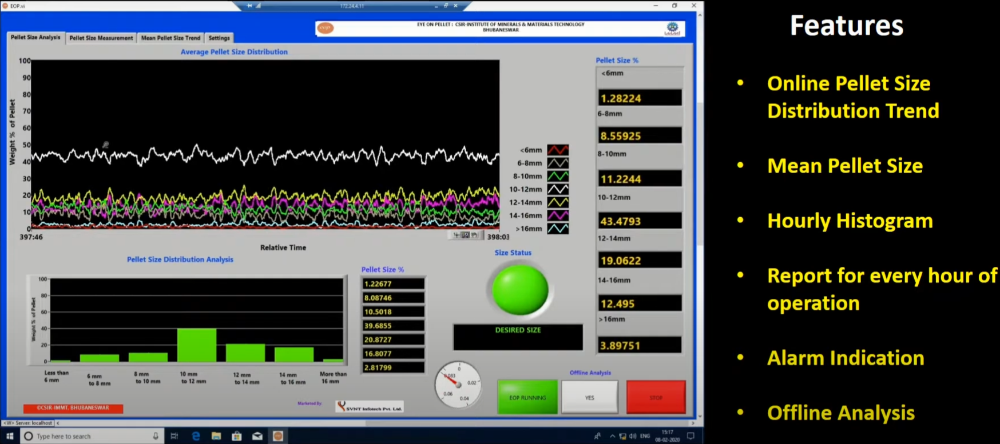 EOP.vi
172.24.4.11
EYE ON PELLET : CSIR-INSTITUTE OF MINERALS & MATERIALS TECHNOLOGY
BHUBANESWAR
Pellet Size Analysis
Pellet Size Measurement
Mean Pellet Size Trend
Settings
Average Pellet Size Distribution
Weight % of Pellet
100
90
80
70
60
50
40
30
20
10
0
397:46
398:03
Relative Time
<6mm
6-8mm
8-10mm
10-12mm
12-14mm
14-16mm
>16mm
Pellet Size %
<6mm
1.28224
6-8mm
8.55925
8-10mm
11.2244
10-12mm
43.4793
12-14mm
19.0622
14-16mm
12.495
>16mm
3.89751
Pellet Size Distribution Analysis
Weight % of Pellet
100
80
60
40
20
0
Less than
6 mm
6 mm
to 8 mm
8 mm
to 10 mm
10 mm
to 12 mm
12 mm
to 14 mm
14 mm
to 16 mm
More than
16 mm
Pellet Size %
1.22677
8.08746
10.5018
39.6855
20.8727
16.8077
2.81799
Size Status
DESIRED SIZE
0
0.02
0.04
0.06
0.083
Offline Analysis
EOP RUNNING
YES
STOP
©CSIR-IMMT, BHUBANESWAR
Marketed By:
SVNT Infotech Pvt. Ltd.
<W> Server: localhost
Type here to search
ENG
15:17
08-02-2020
Features
• Online Pellet Size
Distribution Trend
• Mean Pellet Size
• Hourly Histogram
• Report for every hour of
operation
• Alarm Indication
• Offline Analysis